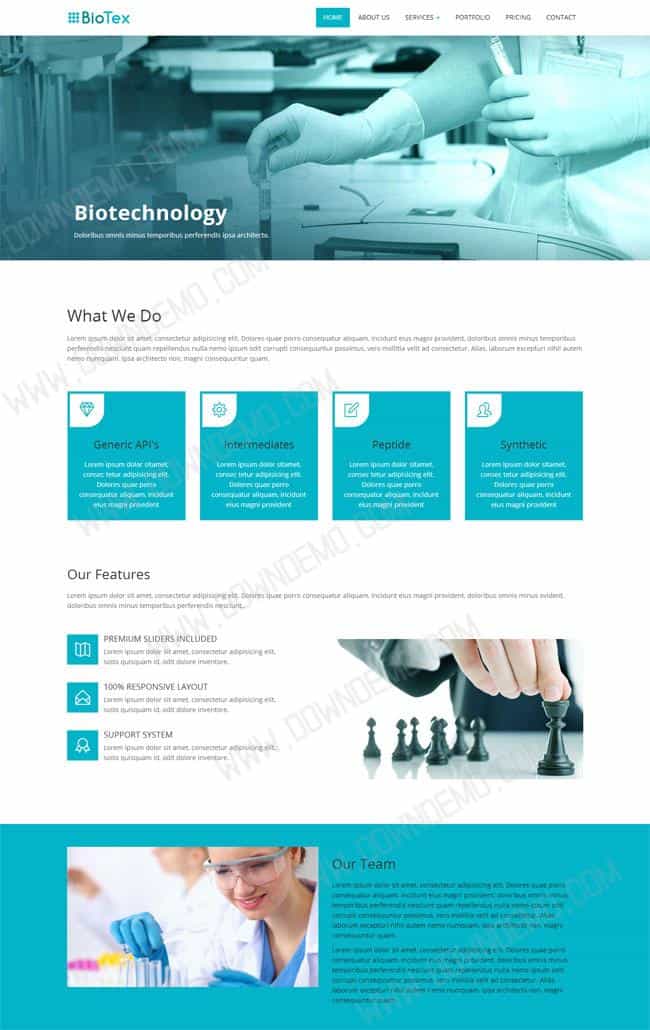 BioTex
HOME ABOUT US SERVICES + PORTFOLIO PRICING CONTACT
Biotechnology
Doloribus omnis minus temporibus perferendis ipsa architecto.
What We Do
Lorem ipsum dolor sit amet, consectetur adipisicing elit. Dolores quae porro consequatur aliquam, incidunt eius magni provident, doloribus omnis minus temporibus
perferendis nesciunt quam repellendus nulla nemo ipsum odit corrupti consequuntur possimus, vero mollitia velit ad consectetur. Alias, laborum excepturi nihil autem
nemo numquam, ipsa architecto non, magni consequuntur quam.
Generic API's
Lorem ipsum dolor sitamet,
consec tetur adipisicing elit.
Dolores quae porro
consequatur aliquam, incidunt
eius magni provident
Intermediates
Lorem ipsum dolor sitamet,
consec tetur adipisicing elit.
Dolores quae porro
consequatur aliquam, incidunt
eius magni provident
Peptide
Lorem ipsum dolor sitamet,
consec tetur adipisicing elit.
Dolores quae porro
consequatur aliquam, incidunt
eius magni provident
Synthetic
Lorem ipsum dolor sitamet,
consec tetur adipisicing elit.
Dolores quae porro
consequatur aliquam, incidunt
eius magni provident
Our Features
Lorem ipsum dolor sit amet, consectetur adipisicing elit. Dolores quae porro consequatur aliquam, incidunt eius magni provident, doloribus omnis minus evident,
doloribus omnis minus temporibus perferendis nesciunt..
PREMIUM SLIDERS INCLUDED
Lorem ipsum dolor sit amet, consectetur adipisicing elit,
iusto quisquam id, odit dolore inventore.
100% RESPONSIVE LAYOUT
Lorem ipsum dolor sit amet, consectetur adipisicing elit,
iusto quisquam id, odit dolore inventore.
SUPPORT SYSTEM
Lorem ipsum dolor sit amet, consectetur adipisicing elit,
iusto quisquam id, odit dolore inventore.
Our Team
Lorem ipsum dolor sit amet, consectetur adipisicing elit. Dolores quae porro
consequatur aliquam, incidunt eius magni provident, doloribus omnis minus
temporibus perferendis nesciunt quam repellendus nulla nemo ipsum odit
corrupti consequuntur possimus, vero mollitia velit ad consectetur. Alias,
laborum excepturi nihil autem nemo numquam, ipsa architecto non, magni
consequuntur quam.
Lorem ipsum dolor sit amet, consectetur adipisicing elit. Dolores quae porro
consequatur aliquam, incidunt eius magni provident, doloribus omnis minus
temporibus perferendis nesciunt quam repellendus nulla nemo ipsum odit
corrupti consequuntur possimus, vero mollitia velit ad consectetur. Alias,
laborum excepturi nihil autem nemo numquam, ipsa architecto non, magni
consequuntur quam.
WWW.DOWNDEMO.COM
WWW.DOWNDEMO.COM
WWW.DOWNDEMO.COM
WWW.DOWNDEMO.COM
WWW.DOWNDEMO.COM
WWW.DOWNDEMO.COM